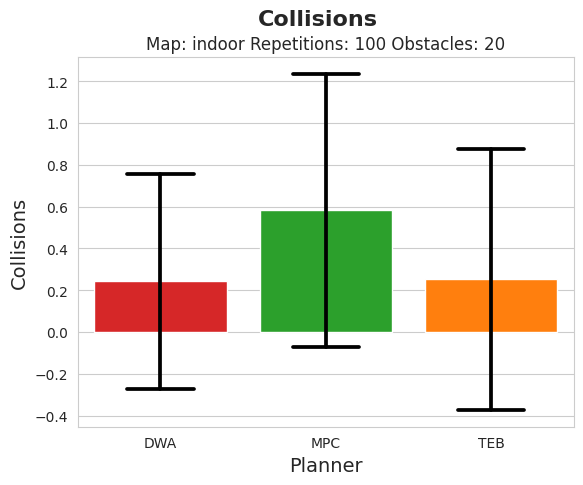 Collisions
Map: indoor Repetitions: 100 Obstacles: 20
Collisions
1.2
1.0
0.8
0.6
0.4
0.2
0.0
−0.2
−0.4
DWA MPC TEB
Planner